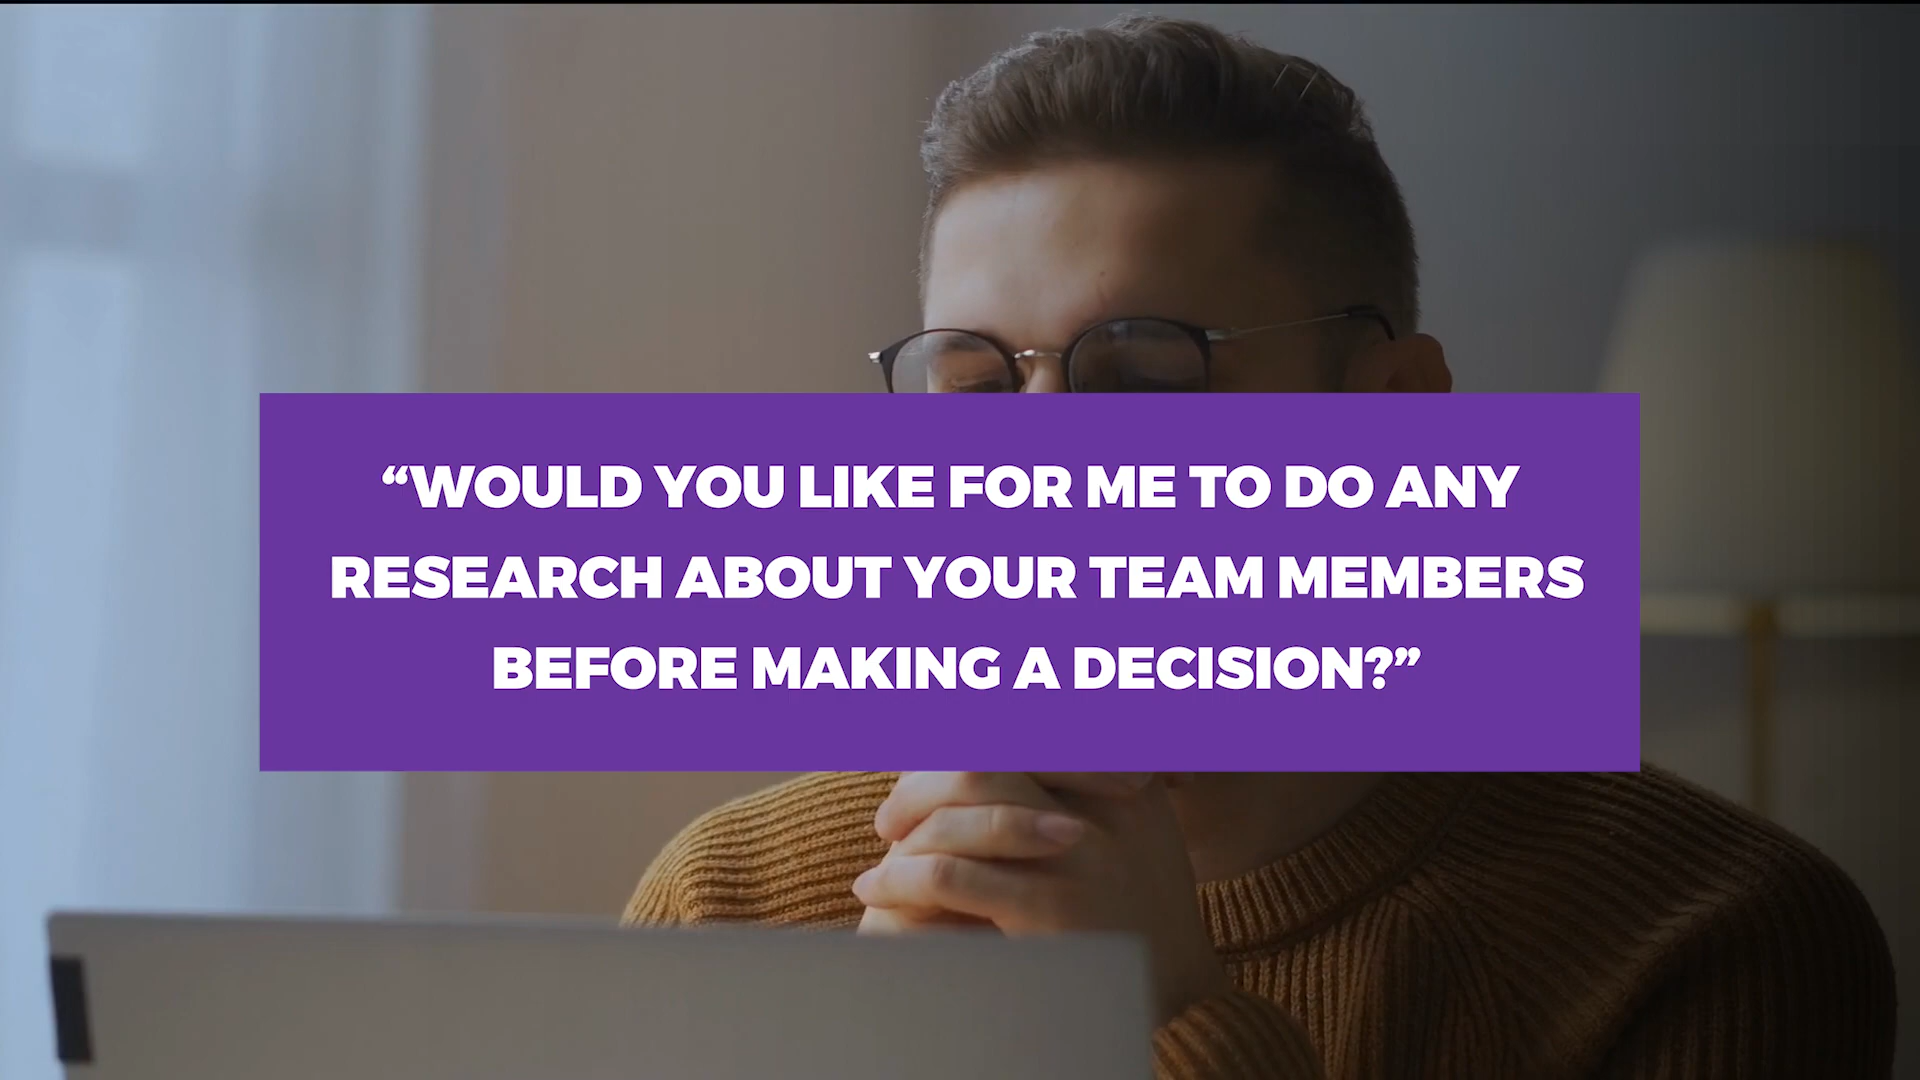 “WOULD YOU LIKE FOR ME TO DO ANY
RESEARCH ABOUT YOUR TEAM MEMBERS
BEFORE MAKING A DECISION?”